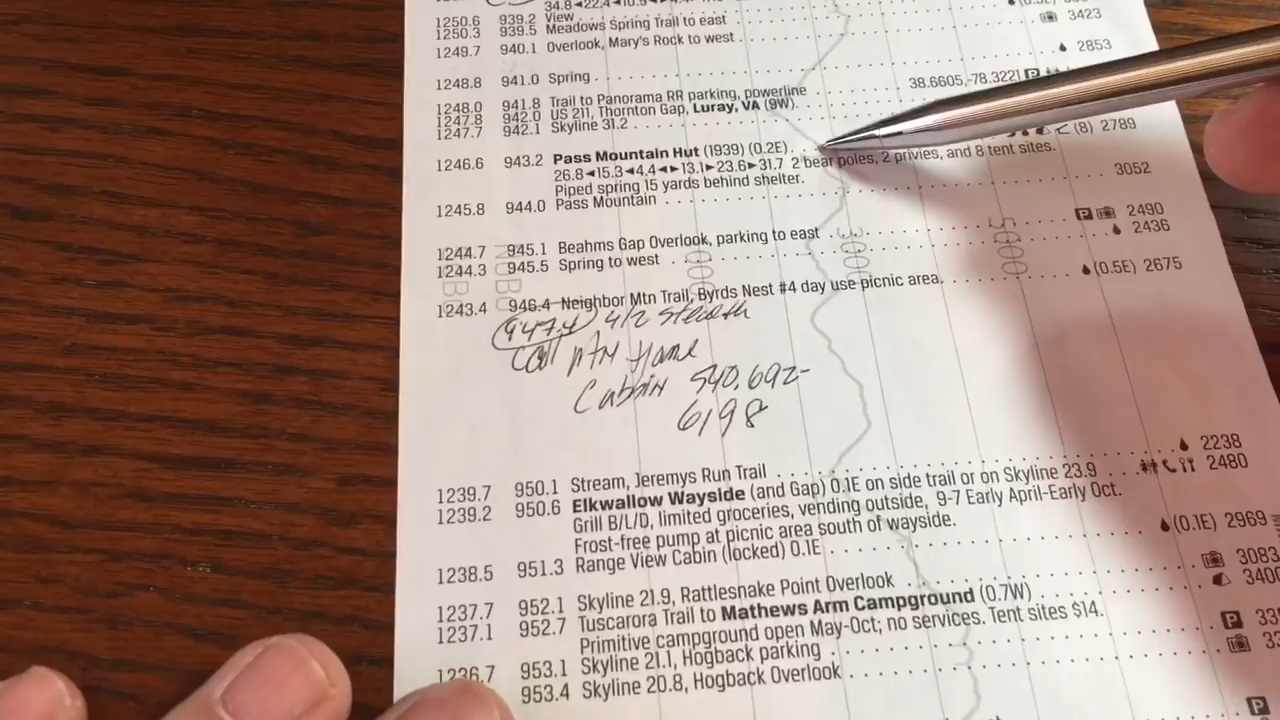 34.8◄22.4◄10.9
1250.6 939.2 View
1250.3 939.5 Meadows Spring Trail to east
3423
1249.7 940.1 Overlook, Mary's Rock to west
2853
1248.8 941.0 Spring
1248.0 941.8 Trail to Panorama RR parking, powerline
1247.8 942.0 US 211, Thornton Gap, Luray, VA (9W). 38.6605,-78.3221 P
1247.7 942.1 Skyline 31.2
1246.6 943.2 Pass Mountain Hut (1939) (0.2E) (8) 2789
26.8◄15.3◄4.4◄►13.1►23.6►31.7 2 bear poles, 2 privies, and 8 tent sites.
Piped spring 15 yards behind shelter.
1245.8 944.0 Pass Mountain 3052
1244.7 945.1 Beahms Gap Overlook, parking to east P 2490
1244.3 945.5 Spring to west 2436
3000
5000
1243.4 946.4 Neighbor Mtn Trail, Byrds Nest #4 day use picnic area. (0.5E) 2675
947.4 4/2 stealth
Call MTN Home
Cabbin 540.692-
6198
1239.7 950.1 Stream, Jeremys Run Trail 2238
1239.2 950.6 Elkwallow Wayside (and Gap) 0.1E on side trail or on Skyline 23.9 2480
Grill B/L/D, limited groceries, vending outside, 9-7 Early April-Early Oct.
Frost-free pump at picnic area south of wayside.
1238.5 951.3 Range View Cabin (locked) 0.1E (0.1E) 2969
1237.7 952.1 Skyline 21.9, Rattlesnake Point Overlook 3083
1237.1 952.7 Tuscarora Trail to Mathews Arm Campground (0.7W) 3400
Primitive campground open May-Oct; no services. Tent sites $14.
1236.7 953.1 Skyline 21.1, Hogback parking P 33
953.4 Skyline 20.8, Hogback Overlook 3
P